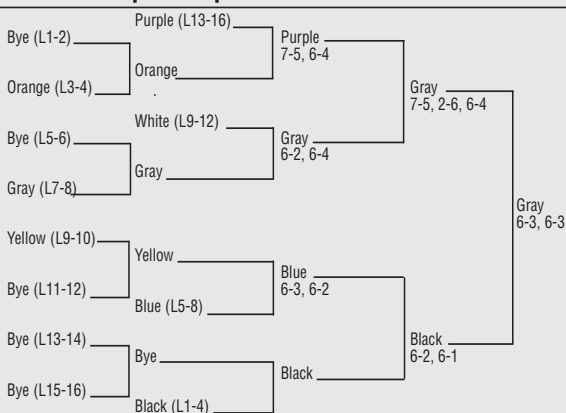 Bye (L1-2)
Orange (L3-4)
Bye (L5-6)
Gray (L7-8)
Yellow (L9-10)
Bye (L11-12)
Bye (L13-14)
Bye (L15-16)
Purple (L13-16)
Orange
White (L9-12)
Gray
Yellow
Blue (L5-8)
Bye
Black (L1-4)
Purple
7-5, 6-4
Gray
6-2, 6-4
Blue
6-3, 6-2
Black
Gray
7-5, 2-6, 6-4
Black
6-2, 6-1
Gray
6-3, 6-3